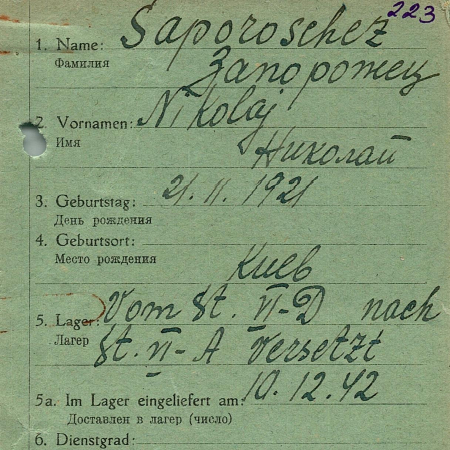 223
1. Name: Saporoschez
Фамилия Запорожец
2. Vornamen: Nikolaj
Имя Николай
3. Geburtstag: 21. 11. 1921
День рождения
4. Geburtsort:
Место рождения Киев
5. Lager: Vom St. VI-D nach
Лагерь St. VI-A versetzt
5a. Im Lager eingeliefert am: 10. 12. 42
Доставлен в лагерь (число)
6. Dienstgrad: